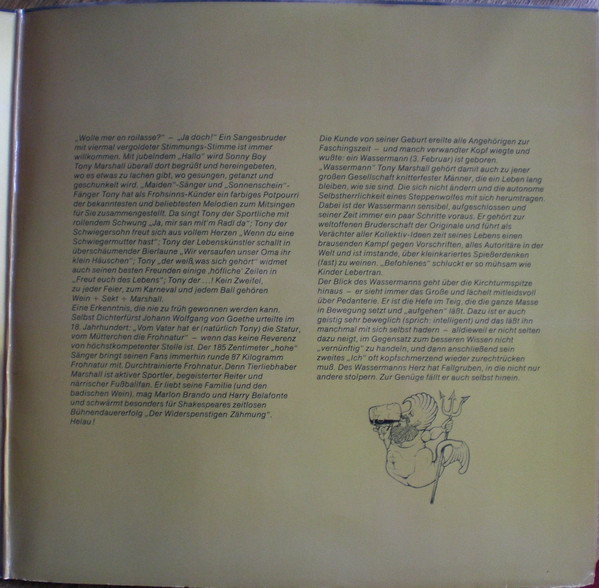 „Wolle mer en roilasse?" – „Ja doch!" Ein Sangesbruder
mit viermal vergoldeter Stimmungs-Stimme ist immer
willkommen. Mit jubelndem „Hallo" wird Sonny Boy
Tony Marshall überall dort begrüßt und hereingebeten,
wo es etwas zu lachen gibt, wo gesungen, getanzt und
geschunkelt wird. „Maiden"-Sänger und „Sonnenschein"-
Fänger Tony hat als Frohsinns-Künder ein farbiges Potpourri
der bekanntesten und beliebtesten Melodien zum Mitsingen
für Sie zusammengestellt. Da singt Tony der Sportliche mit
rollendem Schwung „Ja, mir san mit'm Radl da"; Tony der
Schwiegersohn freut sich aus vollem Herzen „Wenn du eine
Schwiegermutter hast"; Tony der Lebenskünstler schallt in
überschäumender Bierlaune „Wir versaufen unser Oma ihr
klein Häuschen"; Tony „der weiß was sich gehört" widmet
auch seinen besten Freunden einige ‚höfliche' Zeilen in
„Freut euch des Lebens"; Tony der...! Kein Zweifel,
zu jeder Feier, zum Karneval und jedem Ball gehören
Wein + Sekt + Marshall.
Eine Erkenntnis, die nie zu früh gewonnen werden kann.
Selbst Dichterfürst Johann Wolfgang von Goethe urteilte im
18. Jahrhundert: „Vom Vater hat er (natürlich Tony) die Statur,
vom Mütterchen die Frohnatur" – wenn das keine Reverenz
von höchstkompetenter Stelle ist. Der 185 Zentimeter „hohe"
Sänger bringt seinen Fans immerhin runde 87 Kilogramm
Frohnatur mit. Durchtrainierte Frohnatur. Denn Tierliebhaber
Marshall ist aktiver Sportler, begeisterter Reiter und
närrischer Fußballfan. Er liebt seine Familie (und den
badischen Wein), mag Marlon Brando und Harry Belafonte
und schwärmt besonders für Shakespeares zeitlosen
Bühnendauererfolg „Der Widerspenstigen Zähmung".
Helau!
Die Kunde von seiner Geburt ereilte alle Angehörigen zur
Faschingszeit – und manch verwandter Kopf wiegte und
wußte: ein Wassermann (3. Februar) ist geboren.
„Wassermann" Tony Marshall gehört damit auch zu jener
großen Gesellschaft knitterfester Männer, die ein Leben lang
bleiben, wie sie sind. Die sich nicht ändern und die autonome
Selbstherrlichkeit eines Steppenwolfes mit sich herumtragen.
Dabei ist der Wassermann sensibel, aufgeschlossen und
seiner Zeit immer ein paar Schritte voraus. Er gehört zur
weltoffenen Bruderschaft der Originale und führt als
Verächter aller Kollektiv-Ideen zeit seines Lebens einen
brausenden Kampf gegen Vorschriften, alles Autoritäre in der
Welt und ist imstande, über kleinkariertes Spießerdenken
(fast) zu weinen. „Befohlenes" schluckt er so mühsam wie
Kinder Lebertran.
Der Blick des Wassermanns geht über die Kirchturmspitze
hinaus – er sieht immer das Große und lächelt mitleidsvoll
über Pedanterie. Er ist die Hefe im Teig, die die ganze Masse
in Bewegung setzt und „aufgehen" läßt. Dazu ist er auch
geistig sehr beweglich (sprich: intelligent) und das läßt ihn
manchmal mit sich selbst hadern – alldieweil er nicht selten
dazu neigt, im Gegensatz zum besseren Wissen nicht
„vernünftig" zu handeln, und dann anschließend sein
zweites „Ich" oft kopfschmerzend wieder zurechtrücken
muß. Des Wassermanns Herz hat Fallgruben, in die nicht nur
andere stolpern. Zur Genüge fällt er auch selbst hinein.